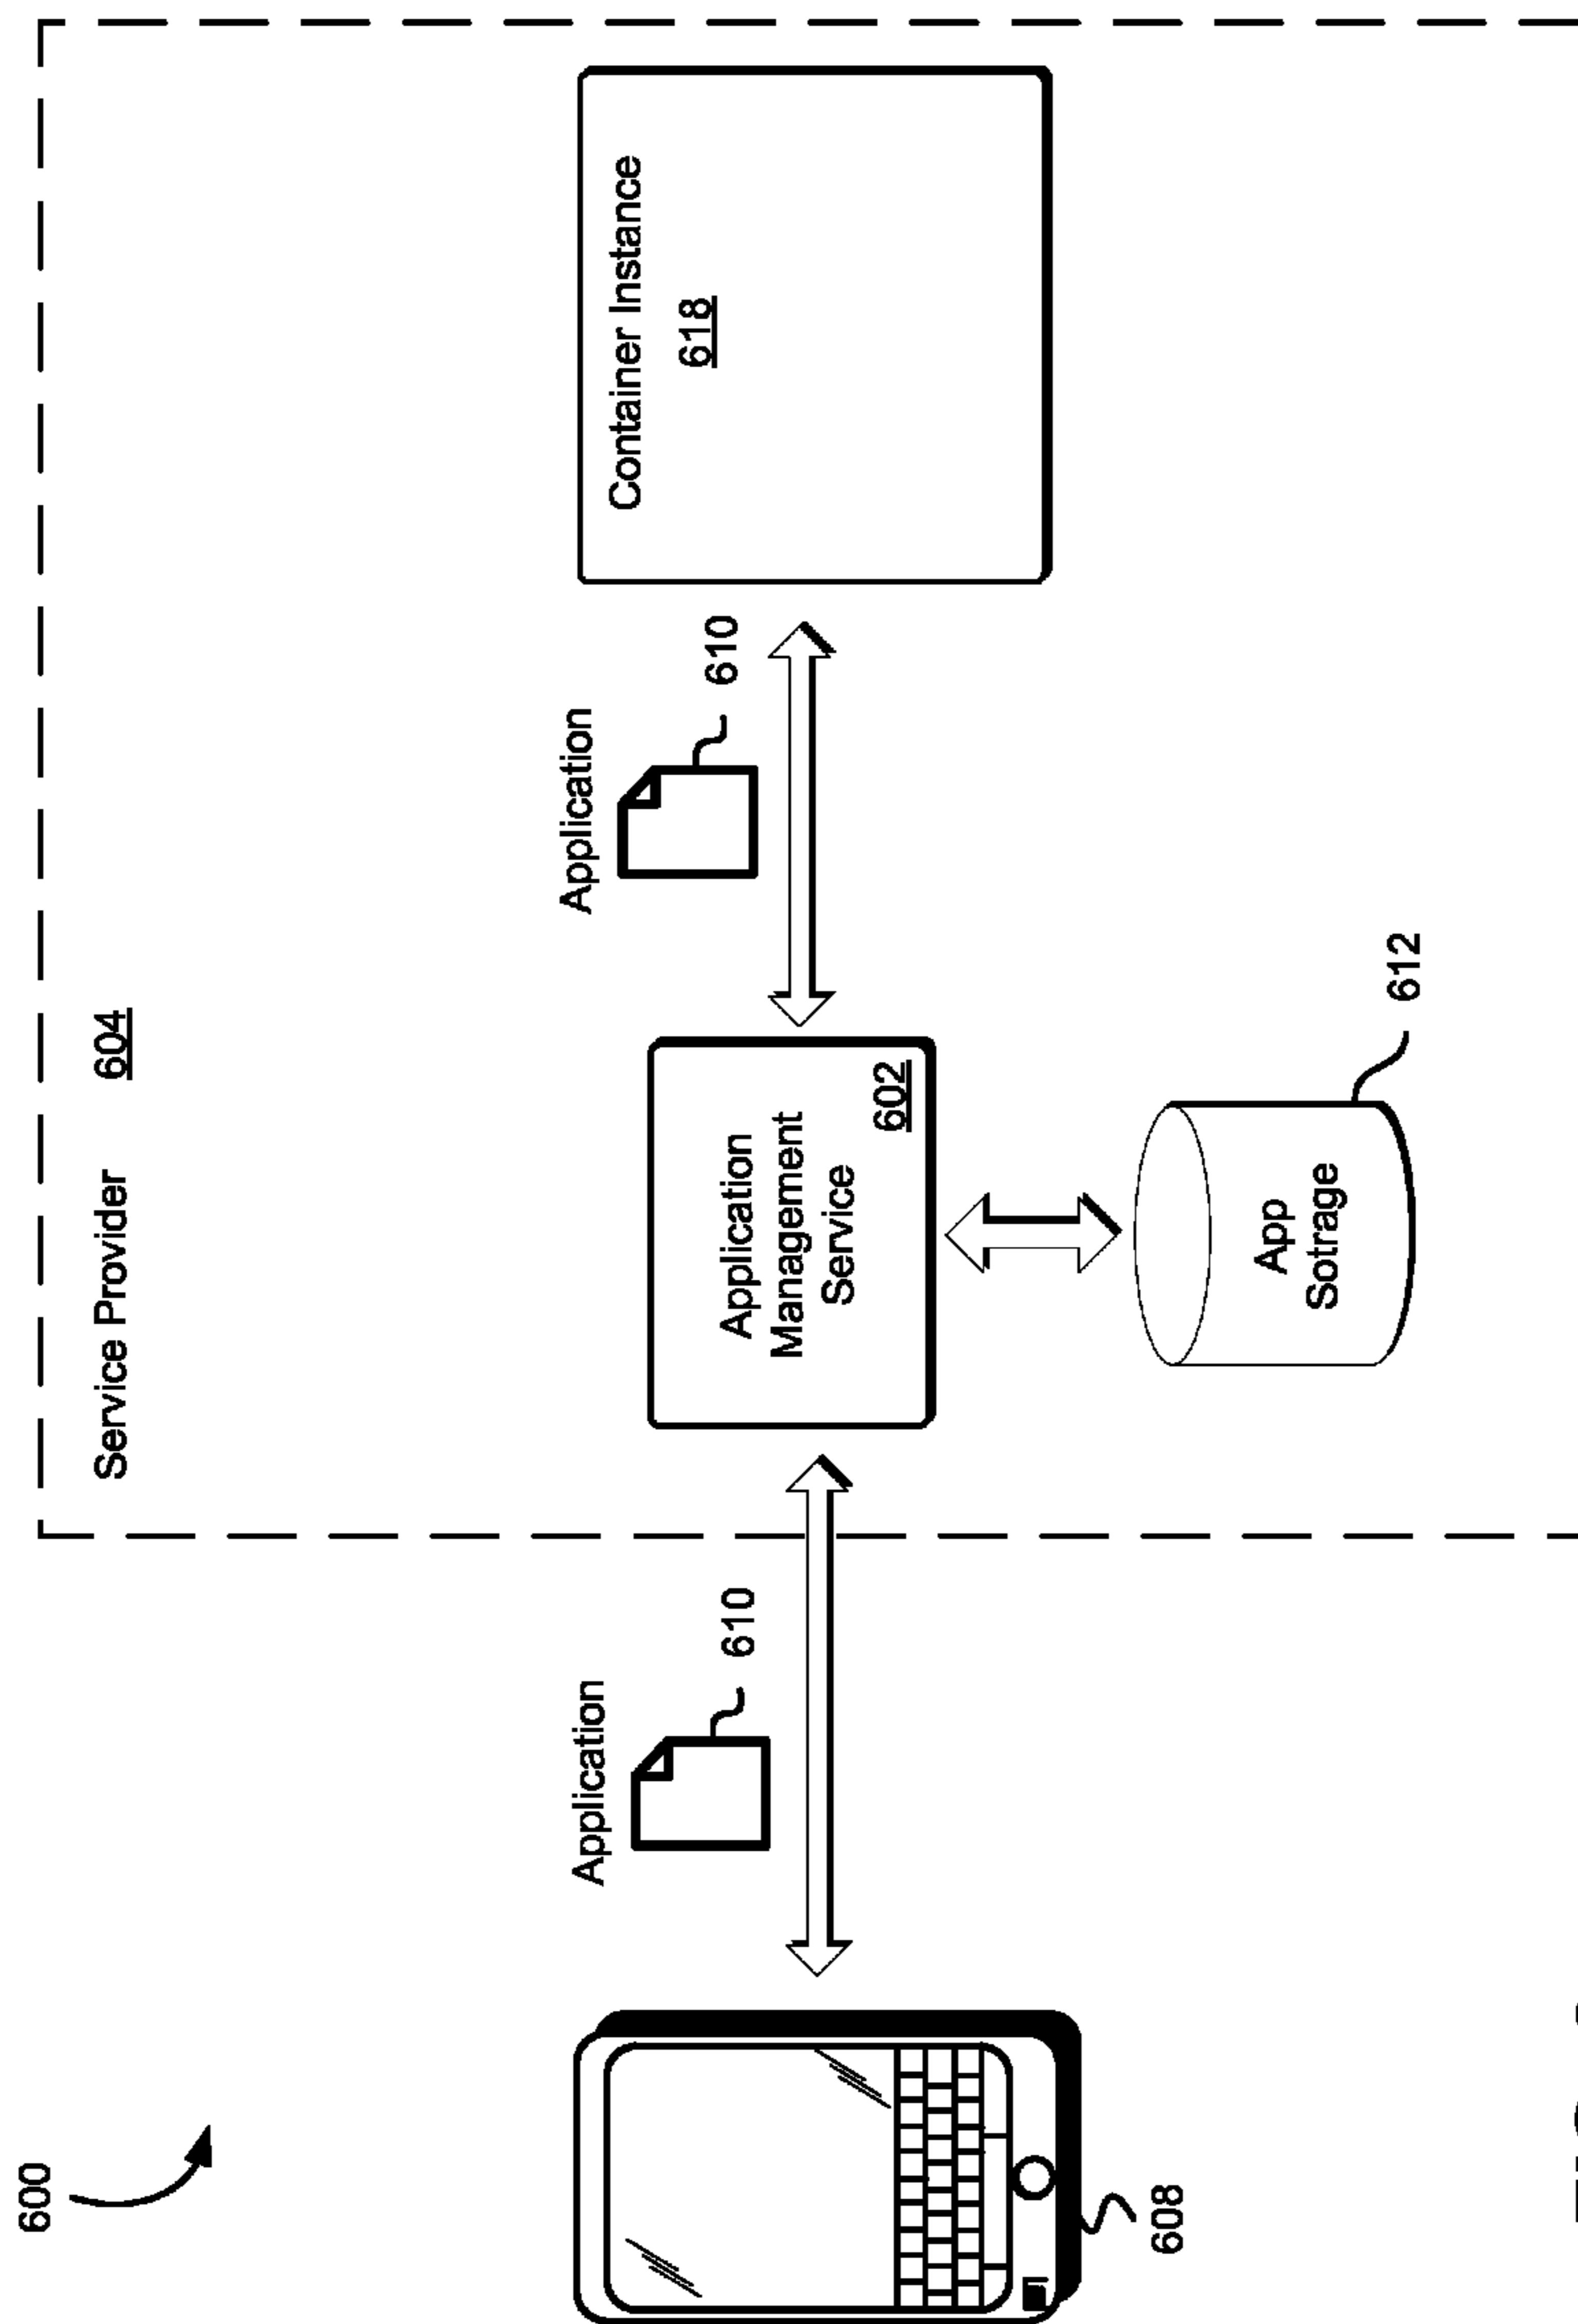 600
Service Provider 604
Application
610
Application
610
Application
Management
Service
602
Container Instance
618
App
Sotrage
612
608